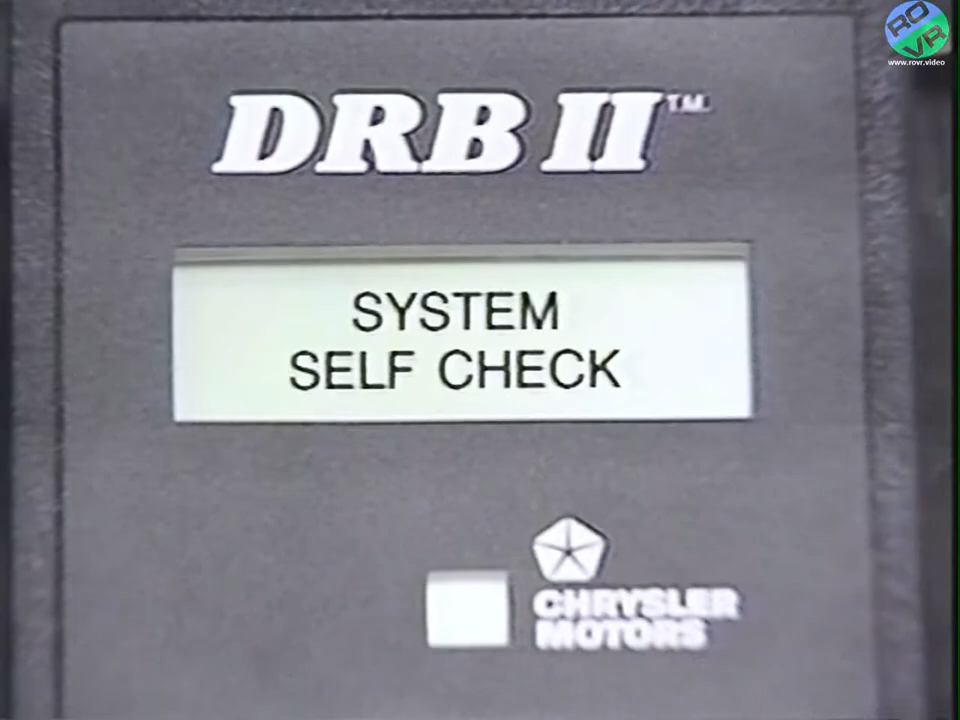 RO
VR
www.rovr.video
DRB II™
SYSTEM
SELF CHECK
CHRYSLER
MOTORS